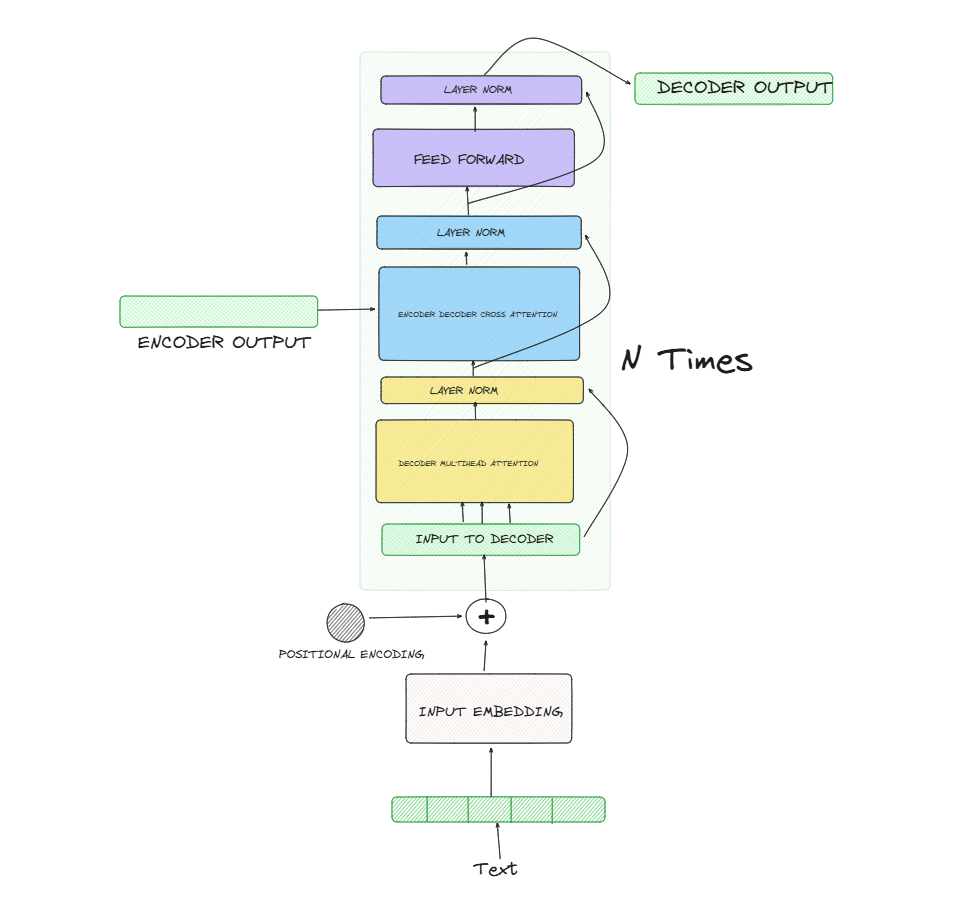 LAYER NORM
DECODER OUTPUT
FEED FORWARD
LAYER NORM
ENCODER DECODER CROSS ATTENTION
ENCODER OUTPUT
N Times
LAYER NORM
DECODER MULTIHEAD ATTENTION
INPUT TO DECODER
+
POSITIONAL ENCODING
INPUT EMBEDDING
Text